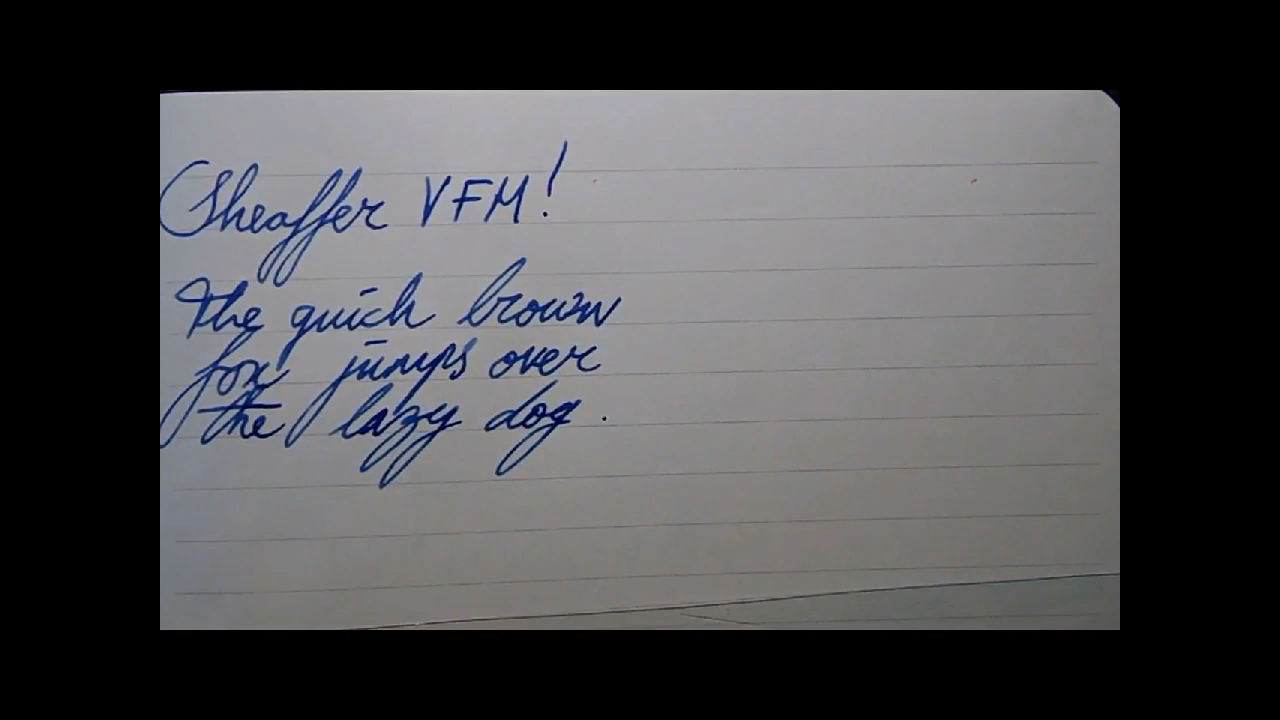 Sheaffer VFM!
The quick brown
fox jumps over
the lazy dog.